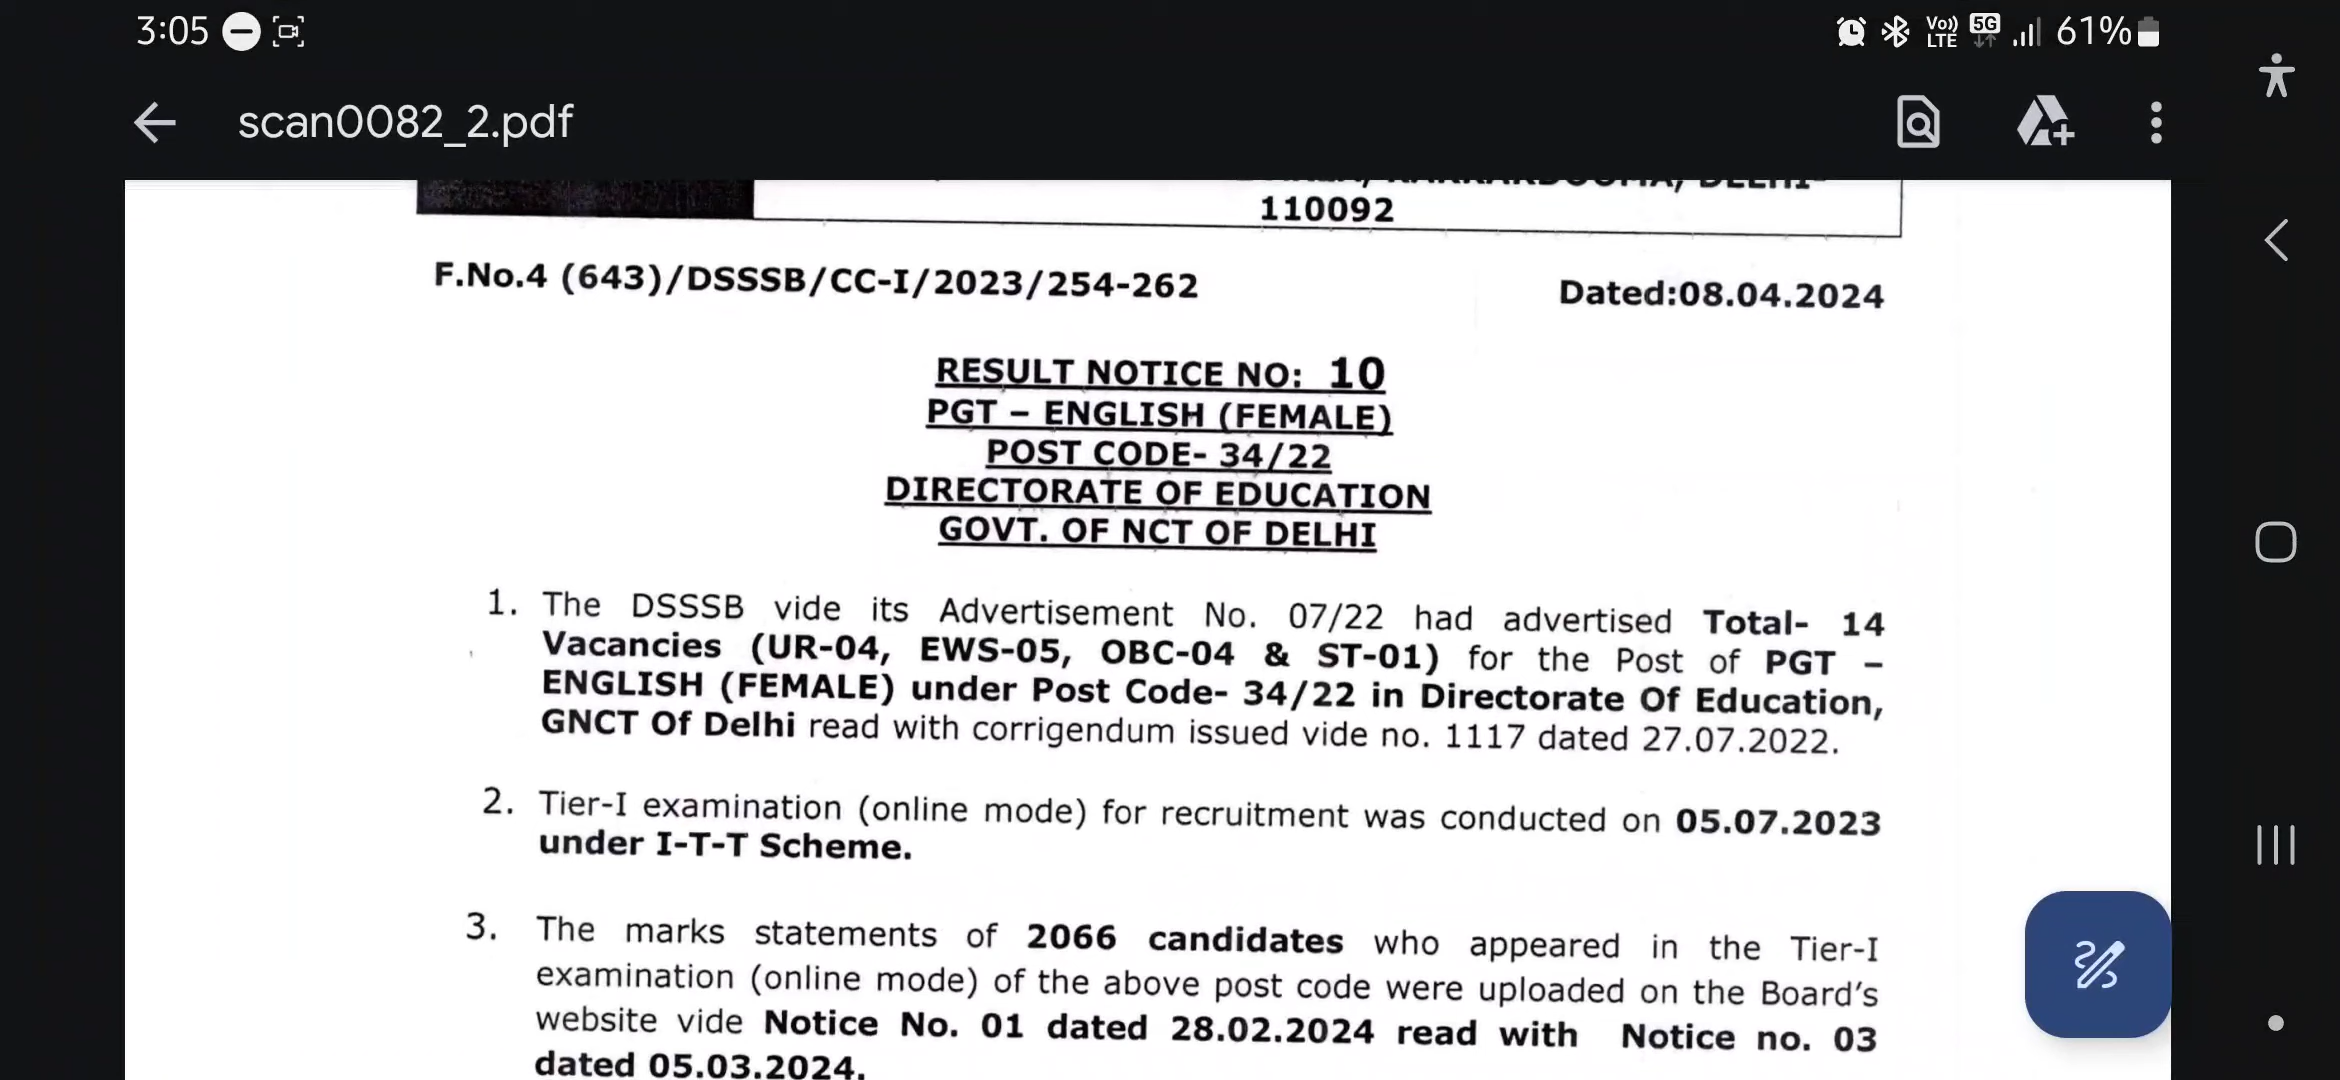 3:05
Vo)) LTE 5G 61%
scan0082_2.pdf
110092
F.No.4 (643)/DSSSB/CC-I/2023/254-262 Dated:08.04.2024
RESULT NOTICE NO: 10
PGT – ENGLISH (FEMALE)
POST CODE- 34/22
DIRECTORATE OF EDUCATION
GOVT. OF NCT OF DELHI
1. The DSSSB vide its Advertisement No. 07/22 had advertised Total- 14
Vacancies (UR-04, EWS-05, OBC-04 & ST-01) for the Post of PGT –
ENGLISH (FEMALE) under Post Code- 34/22 in Directorate Of Education,
GNCT Of Delhi read with corrigendum issued vide no. 1117 dated 27.07.2022.
2. Tier-I examination (online mode) for recruitment was conducted on 05.07.2023
under I-T-T Scheme.
3. The marks statements of 2066 candidates who appeared in the Tier-I
examination (online mode) of the above post code were uploaded on the Board's
website vide Notice No. 01 dated 28.02.2024 read with Notice no. 03
dated 05.03.2024.